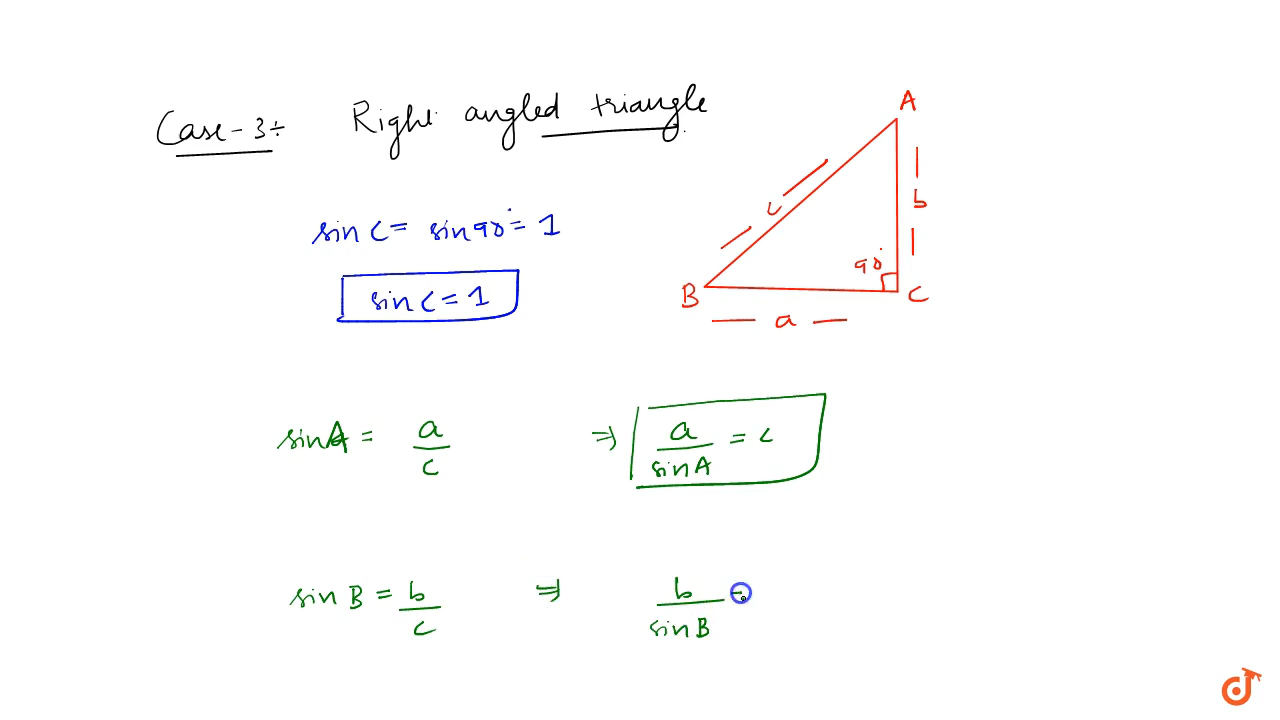 Case-3÷ Right angled triangle
A
c
b
90°
B
C
a
sin C = sin 90° = 1
sin C = 1
sin A = a/c ⇒ a/sin A = c
sin B = b/c ⇒ b/sin B =